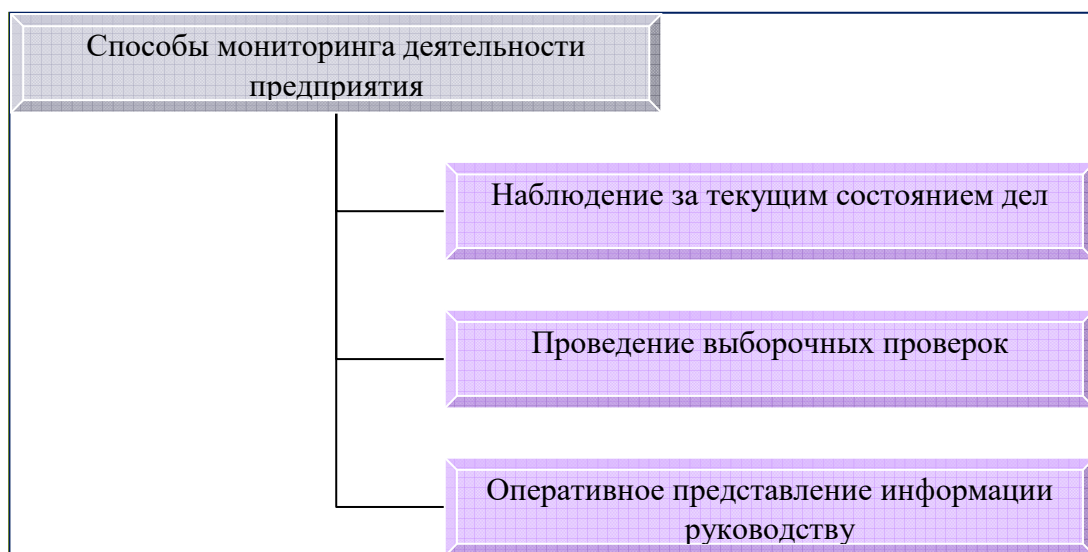 Способы мониторинга деятельности
предприятия
Наблюдение за текущим состоянием дел
Проведение выборочных проверок
Оперативное представление информации
руководству